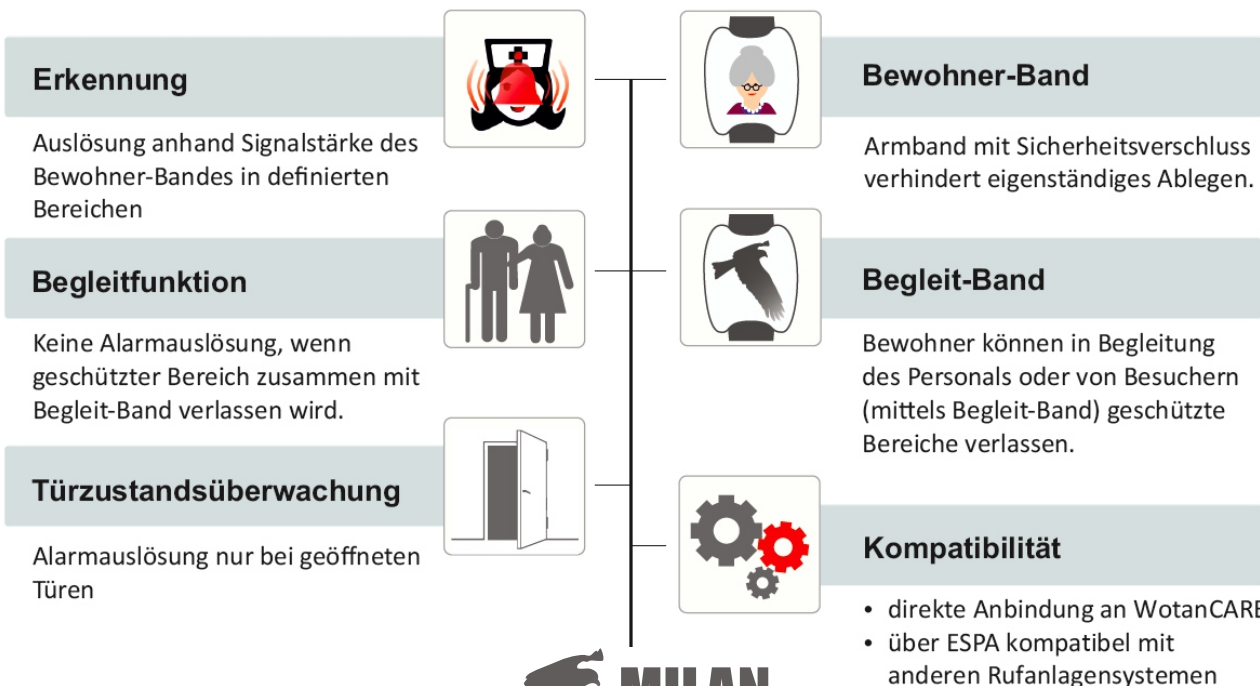 Erkennung
Auslösung anhand Signalstärke des
Bewohner-Bandes in definierten
Bereichen
Begleitfunktion
Keine Alarmauslösung, wenn
geschützter Bereich zusammen mit
Begleit-Band verlassen wird.
Türzustandsüberwachung
Alarmauslösung nur bei geöffneten
Türen
Bewohner-Band
Armband mit Sicherheitsverschluss
verhindert eigenständiges Ablegen.
Begleit-Band
Bewohner können in Begleitung
des Personals oder von Besuchern
(mittels Begleit-Band) geschützte
Bereiche verlassen.
Kompatibilität
• direkte Anbindung an WotanCARE
• über ESPA kompatibel mit
anderen Rufanlagensystemen
MILAN